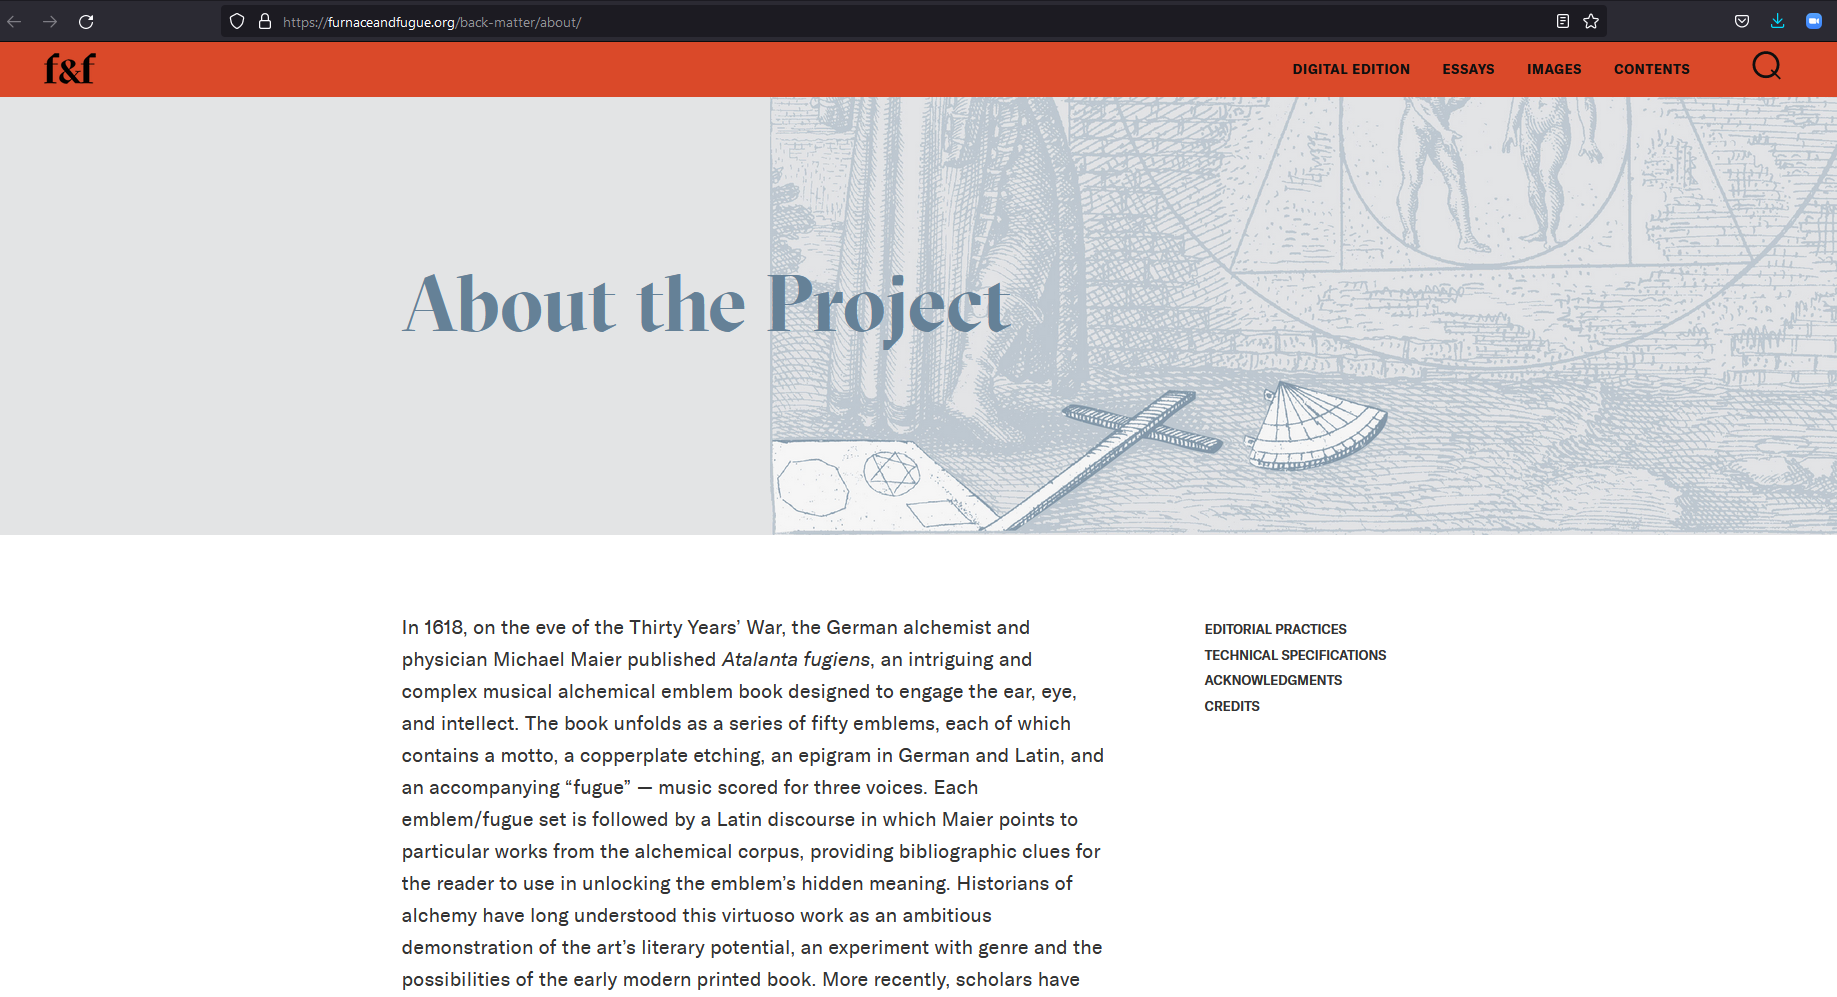 https://furnaceandfugue.org/back-matter/about/
f&f
DIGITAL EDITION ESSAYS IMAGES CONTENTS
About the Project
In 1618, on the eve of the Thirty Years’ War, the German alchemist and
physician Michael Maier published Atalanta fugiens, an intriguing and
complex musical alchemical emblem book designed to engage the ear, eye,
and intellect. The book unfolds as a series of fifty emblems, each of which
contains a motto, a copperplate etching, an epigram in German and Latin, and
an accompanying “fugue” — music scored for three voices. Each
emblem/fugue set is followed by a Latin discourse in which Maier points to
particular works from the alchemical corpus, providing bibliographic clues for
the reader to use in unlocking the emblem’s hidden meaning. Historians of
alchemy have long understood this virtuoso work as an ambitious
demonstration of the art’s literary potential, an experiment with genre and the
possibilities of the early modern printed book. More recently, scholars have
EDITORIAL PRACTICES
TECHNICAL SPECIFICATIONS
ACKNOWLEDGMENTS
CREDITS